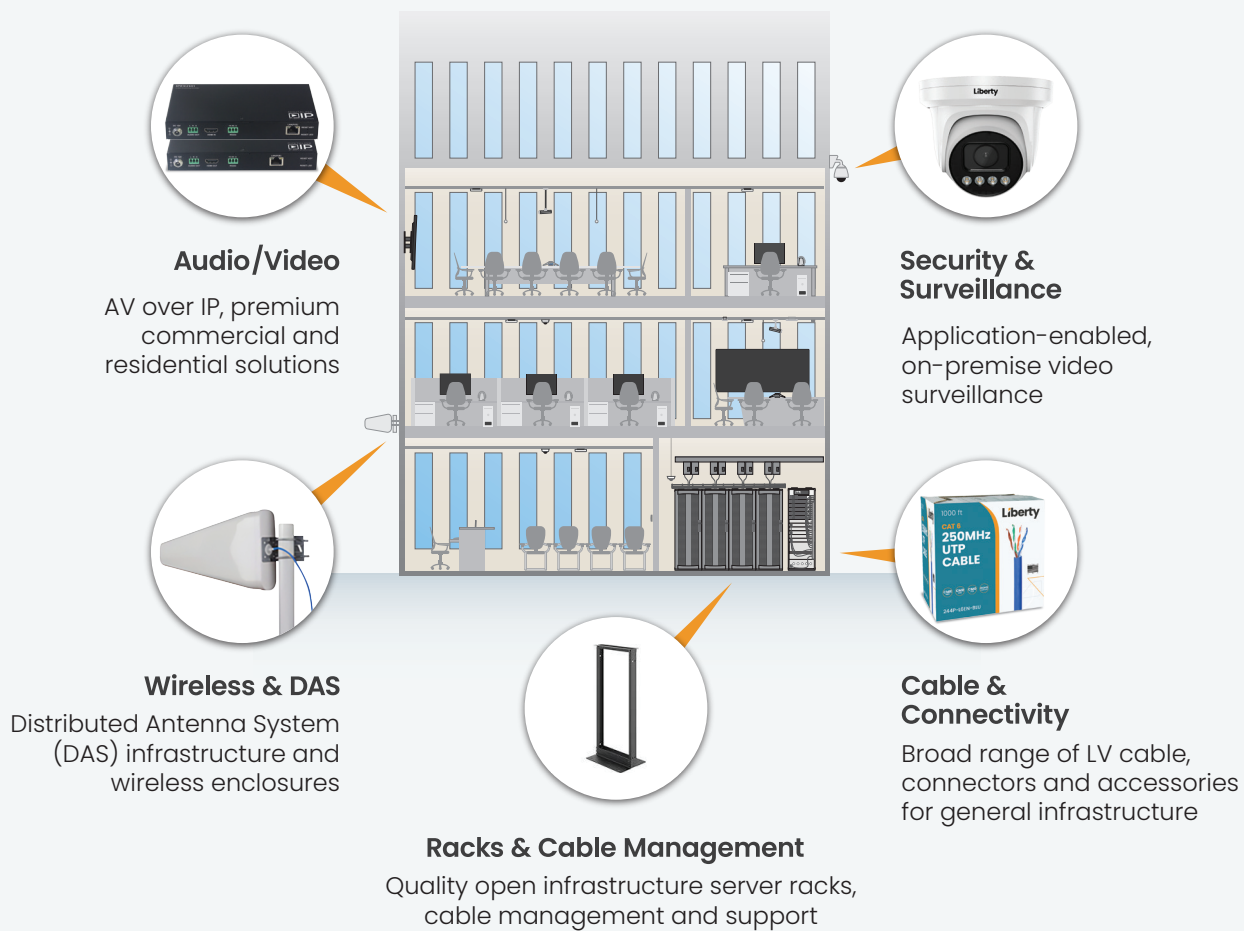 IP
IP
Audio/Video
AV over IP, premium
commercial and
residential solutions
Liberty
Security &
Surveillance
Application-enabled,
on-premise video
surveillance
Wireless & DAS
Distributed Antenna System
(DAS) infrastructure and
wireless enclosures
1000 ft
Liberty
CAT 6
250MHz
UTP
CABLE
Cable &
Connectivity
Broad range of LV cable,
connectors and accessories
for general infrastructure
Racks & Cable Management
Quality open infrastructure server racks,
cable management and support